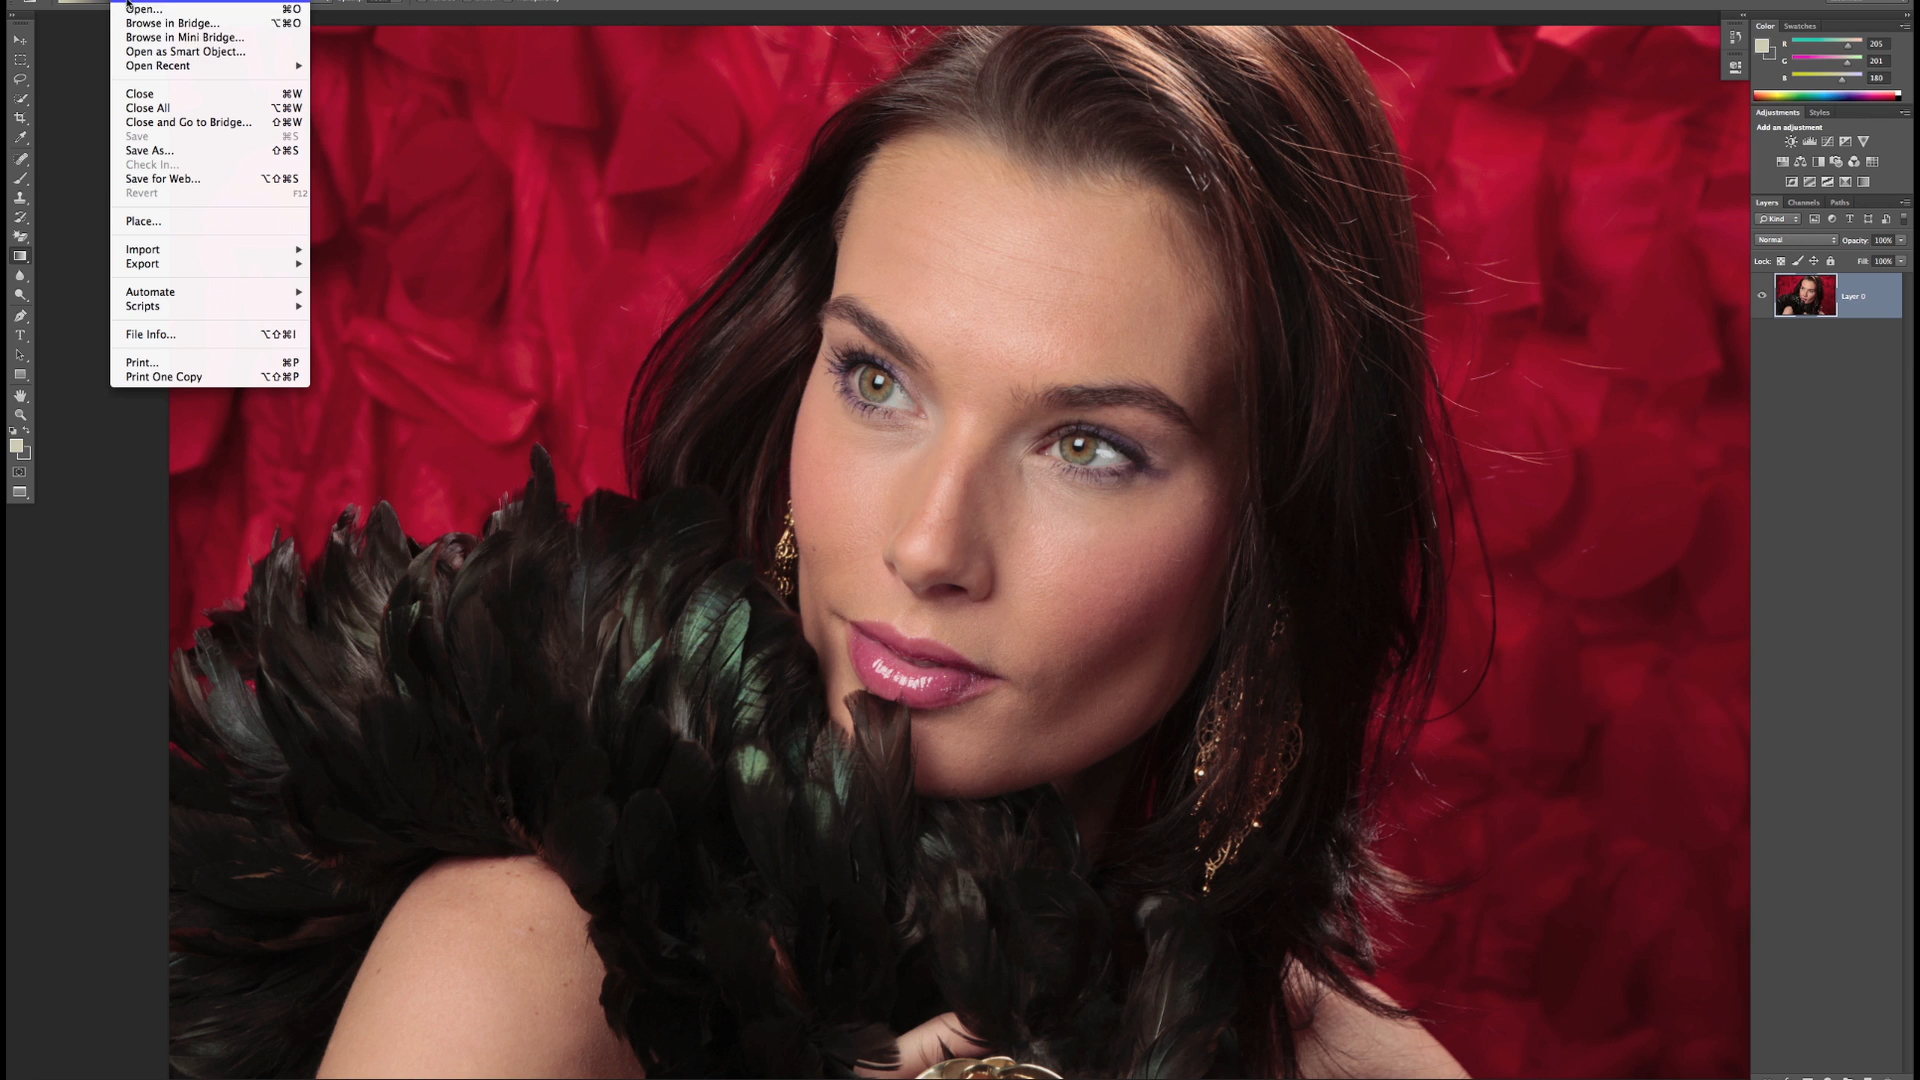 Open... ⌘O
Browse in Bridge... ⌥⌘O
Browse in Mini Bridge...
Open as Smart Object...
Open Recent
Close ⌘W
Close All ⌥⌘W
Close and Go to Bridge... ⇧⌘W
Save ⌘S
Save As... ⇧⌘S
Check In...
Save for Web... ⌥⇧⌘S
Revert F12
Place...
Import
Export
Automate
Scripts
File Info... ⌥⇧⌘I
Print... ⌘P
Print One Copy ⌥⇧⌘P
Color Swatches
R 205
G 201
B 180
Adjustments Styles
Add an adjustment
Layers Channels Paths
Kind
Normal Opacity: 100%
Lock: Fill: 100%
Layer 0